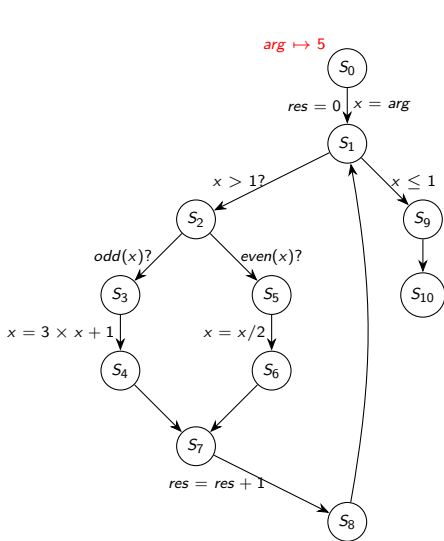 arg ↦ 5
S0
res = 0
x = arg
S1
x > 1?
x ≤ 1
S2
S9
odd(x)?
even(x)?
S3
S5
S10
x = 3 × x + 1
x = x/2
S4
S6
S7
res = res + 1
S8